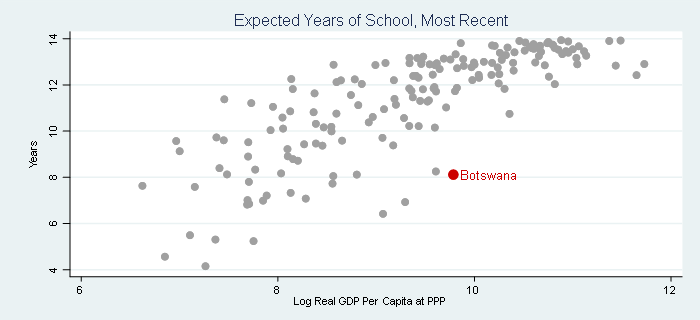 Expected Years of School, Most Recent
14
12
10
8
6
4
Years
Botswana
6
8
10
12
Log Real GDP Per Capita at PPP